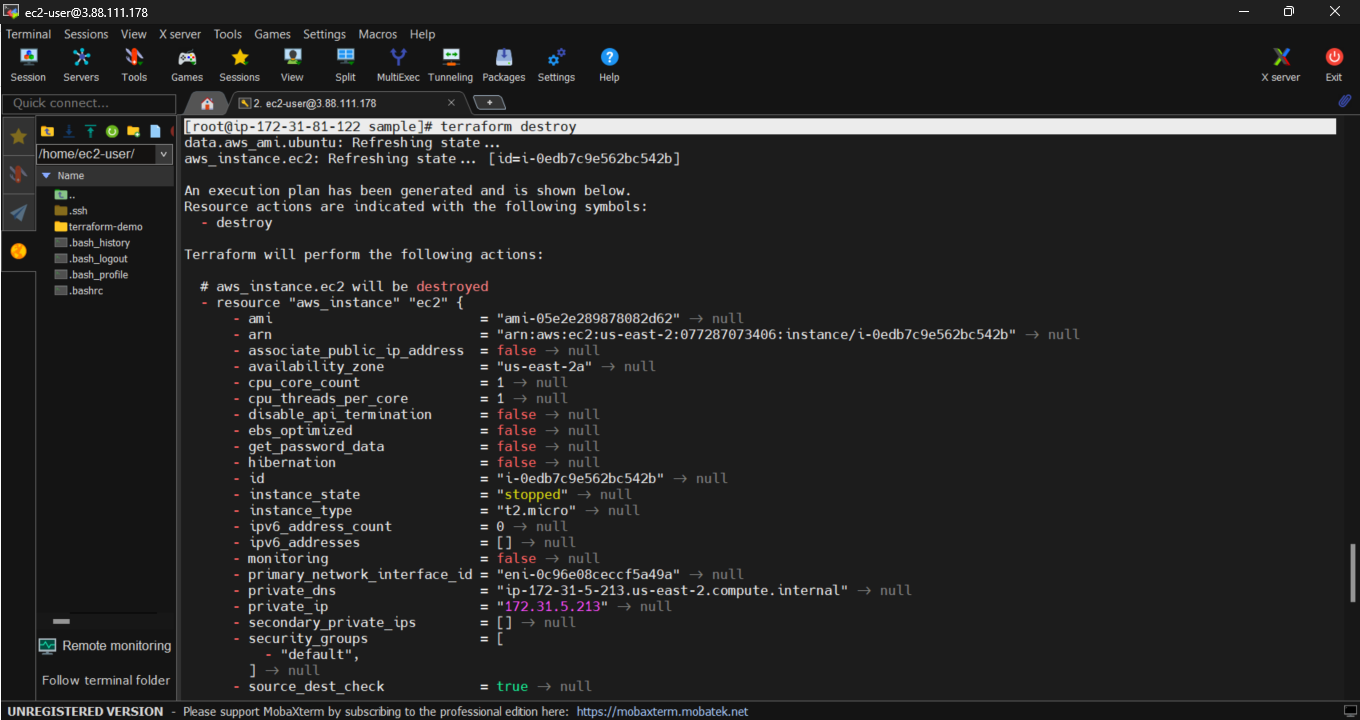 ec2-user@3.88.111.178
Terminal Sessions View X server Tools Games Settings Macros Help
Session Servers Tools Games Sessions View Split MultiExec Tunneling Packages Settings Help X server Exit
Quick connect...
2. ec2-user@3.88.111.178
/home/ec2-user/
Name
..
.ssh
terraform-demo
.bash_history
.bash_logout
.bash_profile
.bashrc
Remote monitoring
Follow terminal folder
[root@ip-172-31-81-122 sample]# terraform destroy
data.aws_ami.ubuntu: Refreshing state...
aws_instance.ec2: Refreshing state... [id=i-0edb7c9e562bc542b]
An execution plan has been generated and is shown below.
Resource actions are indicated with the following symbols:
- destroy
Terraform will perform the following actions:
# aws_instance.ec2 will be destroyed
- resource "aws_instance" "ec2" {
- ami = "ami-05e2e289878082d62" → null
- arn = "arn:aws:ec2:us-east-2:077287073406:instance/i-0edb7c9e562bc542b" → null
- associate_public_ip_address = false → null
- availability_zone = "us-east-2a" → null
- cpu_core_count = 1 → null
- cpu_threads_per_core = 1 → null
- disable_api_termination = false → null
- ebs_optimized = false → null
- get_password_data = false → null
- hibernation = false → null
- id = "i-0edb7c9e562bc542b" → null
- instance_state = "stopped" → null
- instance_type = "t2.micro" → null
- ipv6_address_count = 0 → null
- ipv6_addresses = [] → null
- monitoring = false → null
- primary_network_interface_id = "eni-0c96e08ceccf5a49a" → null
- private_dns = "ip-172-31-5-213.us-east-2.compute.internal" → null
- private_ip = "172.31.5.213" → null
- secondary_private_ips = [] → null
- security_groups = [
- "default",
] → null
- source_dest_check = true → null
UNREGISTERED VERSION - Please support MobaXterm by subscribing to the professional edition here: https://mobaxterm.mobatek.net